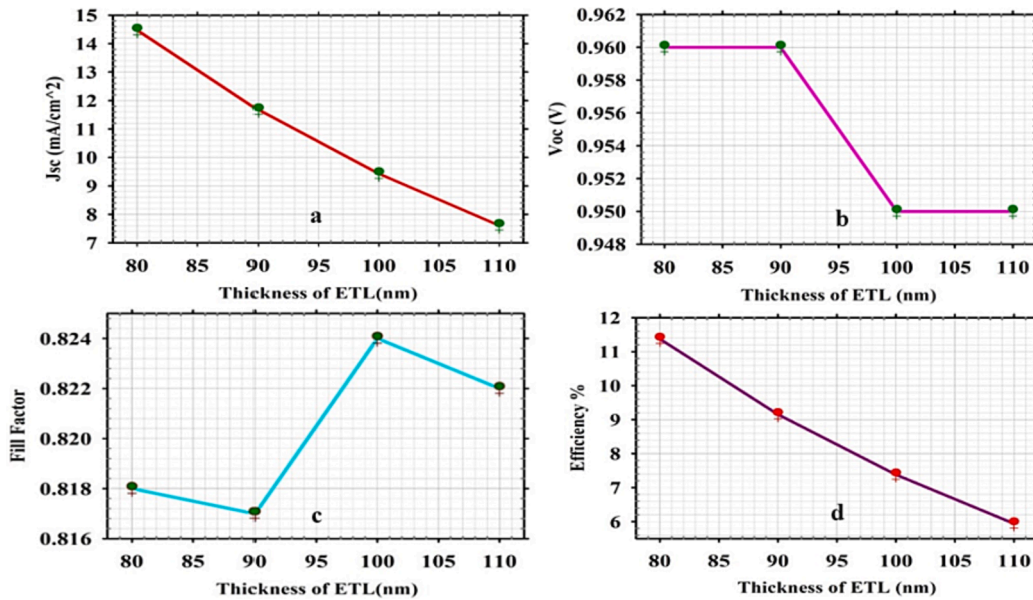 Jsc (mA/cm^2)
15
14
13
12
11
10
9
8
7
80 85 90 95 100 105 110
Thickness of ETL(nm)
a
Voc (V)
0.962
0.960
0.958
0.956
0.954
0.952
0.950
0.948
80 85 90 95 100 105 110
Thickness of ETL (nm)
b
Fill Factor
0.824
0.822
0.820
0.818
0.816
80 85 90 95 100 105 110
Thickness of ETL (nm)
c
Efficiency %
12
11
10
9
8
7
6
80 85 90 95 100 105 110
Thickness of ETL (nm)
d